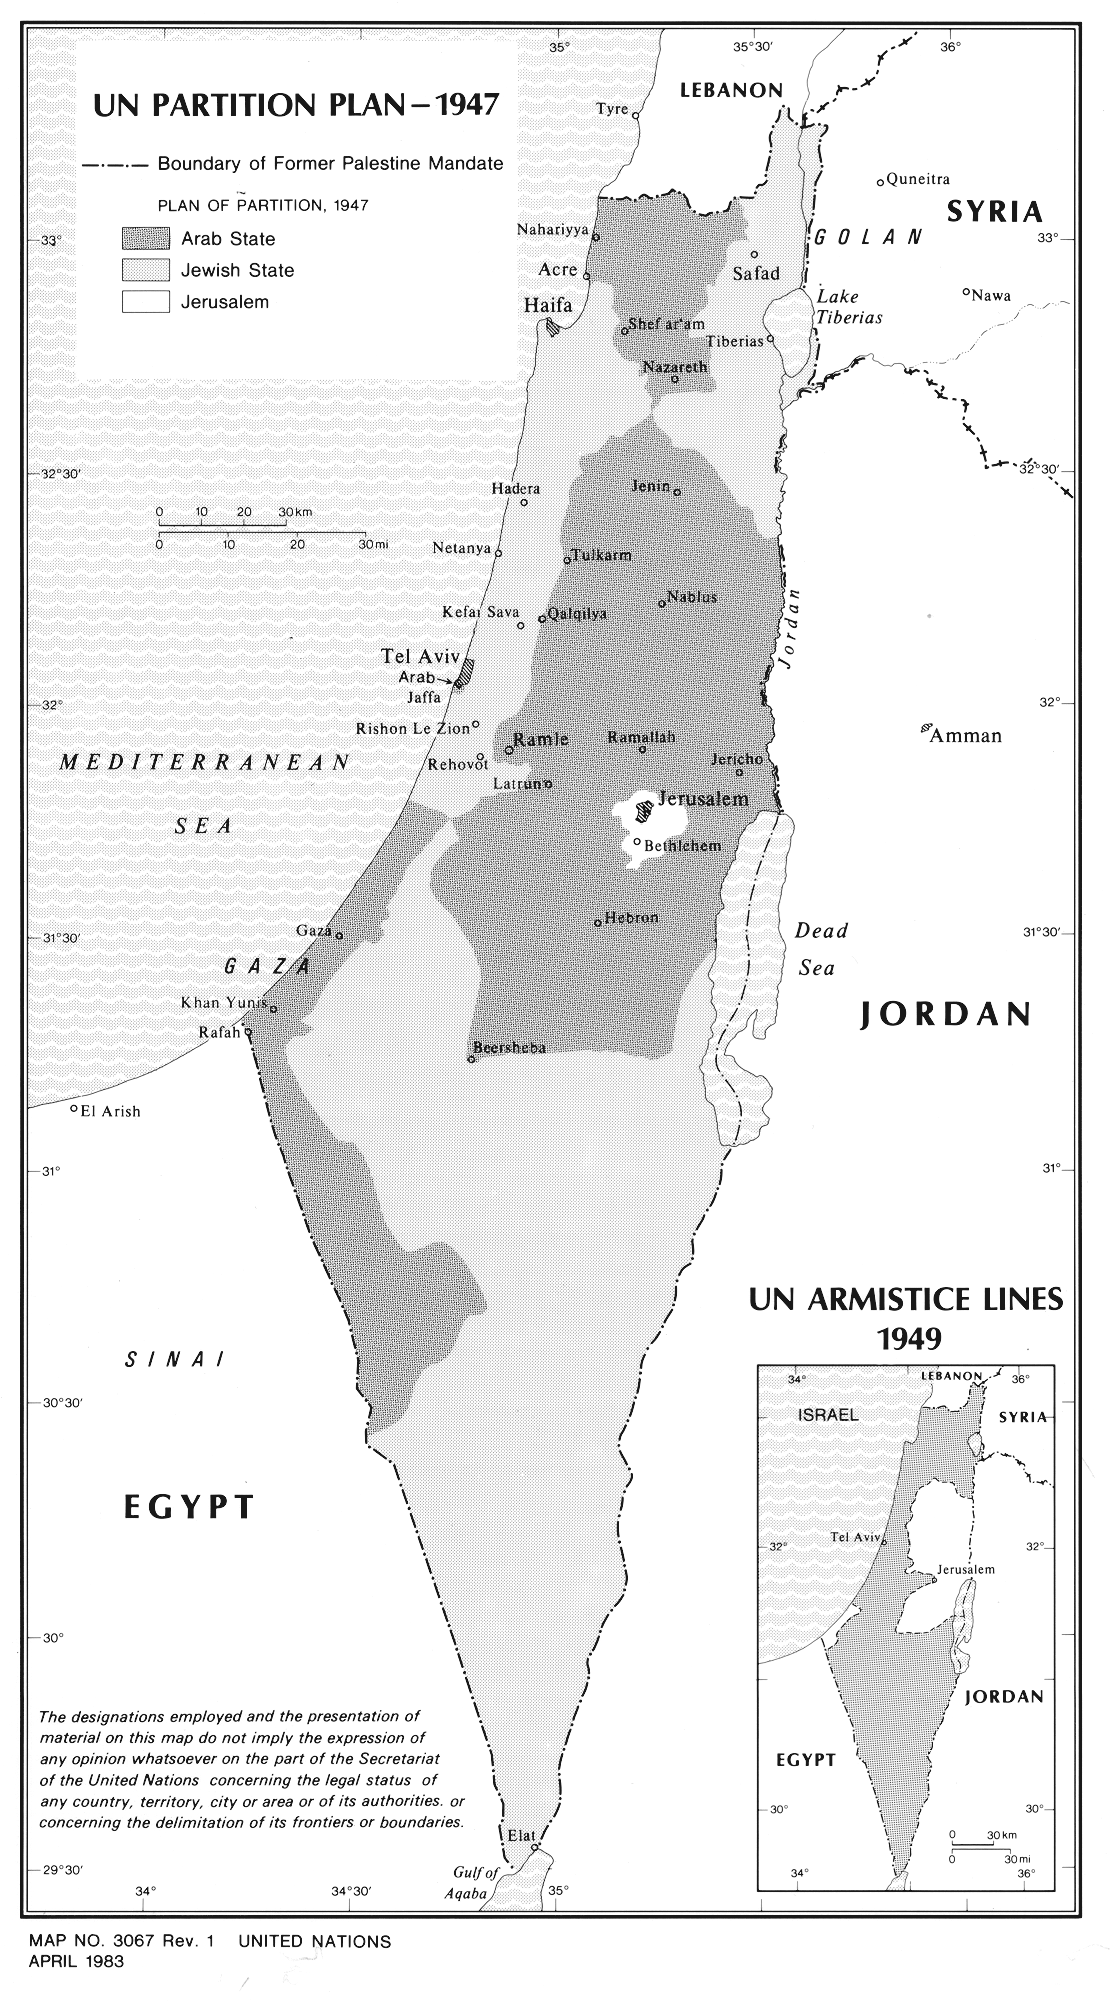 UN PARTITION PLAN – 1947
Boundary of Former Palestine Mandate
PLAN OF PARTITION, 1947
Arab State
Jewish State
Jerusalem
35°
35°30'
36°
LEBANON
Tyre
Quneitra
SYRIA
GOLAN
33°
33°
Nahariyya
Acre
Safad
Haifa
Lake
Tiberias
Nawa
Shefar'am
Tiberias
Nazareth
32°30'
32°30'
Jenin
Hadera
0 10 20 30km
0 10 20 30mi
Netanya
Tulkarm
Nablus
Kefar Sava
Qalqilya
Jordan
Tel Aviv
Arab
Jaffa
32°
32°
Rishon Le Zion
Ramle
Ramallah
Amman
Rehovot
Jericho
MEDITERRANEAN
SEA
Latrun
Jerusalem
Bethlehem
Hebron
Dead
Sea
31°30'
31°30'
Gaza
GAZA
Khan Yunis
Rafah
JORDAN
Beersheba
El Arish
31°
31°
SINAI
30°30'
EGYPT
30°
The designations employed and the presentation of
material on this map do not imply the expression of
any opinion whatsoever on the part of the Secretariat
of the United Nations concerning the legal status of
any country, territory, city or area or of its authorities. or
concerning the delimitation of its frontiers or boundaries.
Elat
29°30'
Gulf of
Aqaba
34°
34°30'
35°
UN ARMISTICE LINES
1949
34°
LEBANON
36°
ISRAEL
SYRIA
Tel Aviv
32°
32°
Jerusalem
JORDAN
EGYPT
30°
30°
0 30 km
0 30 mi
34°
36°
MAP NO. 3067 Rev. 1 UNITED NATIONS
APRIL 1983